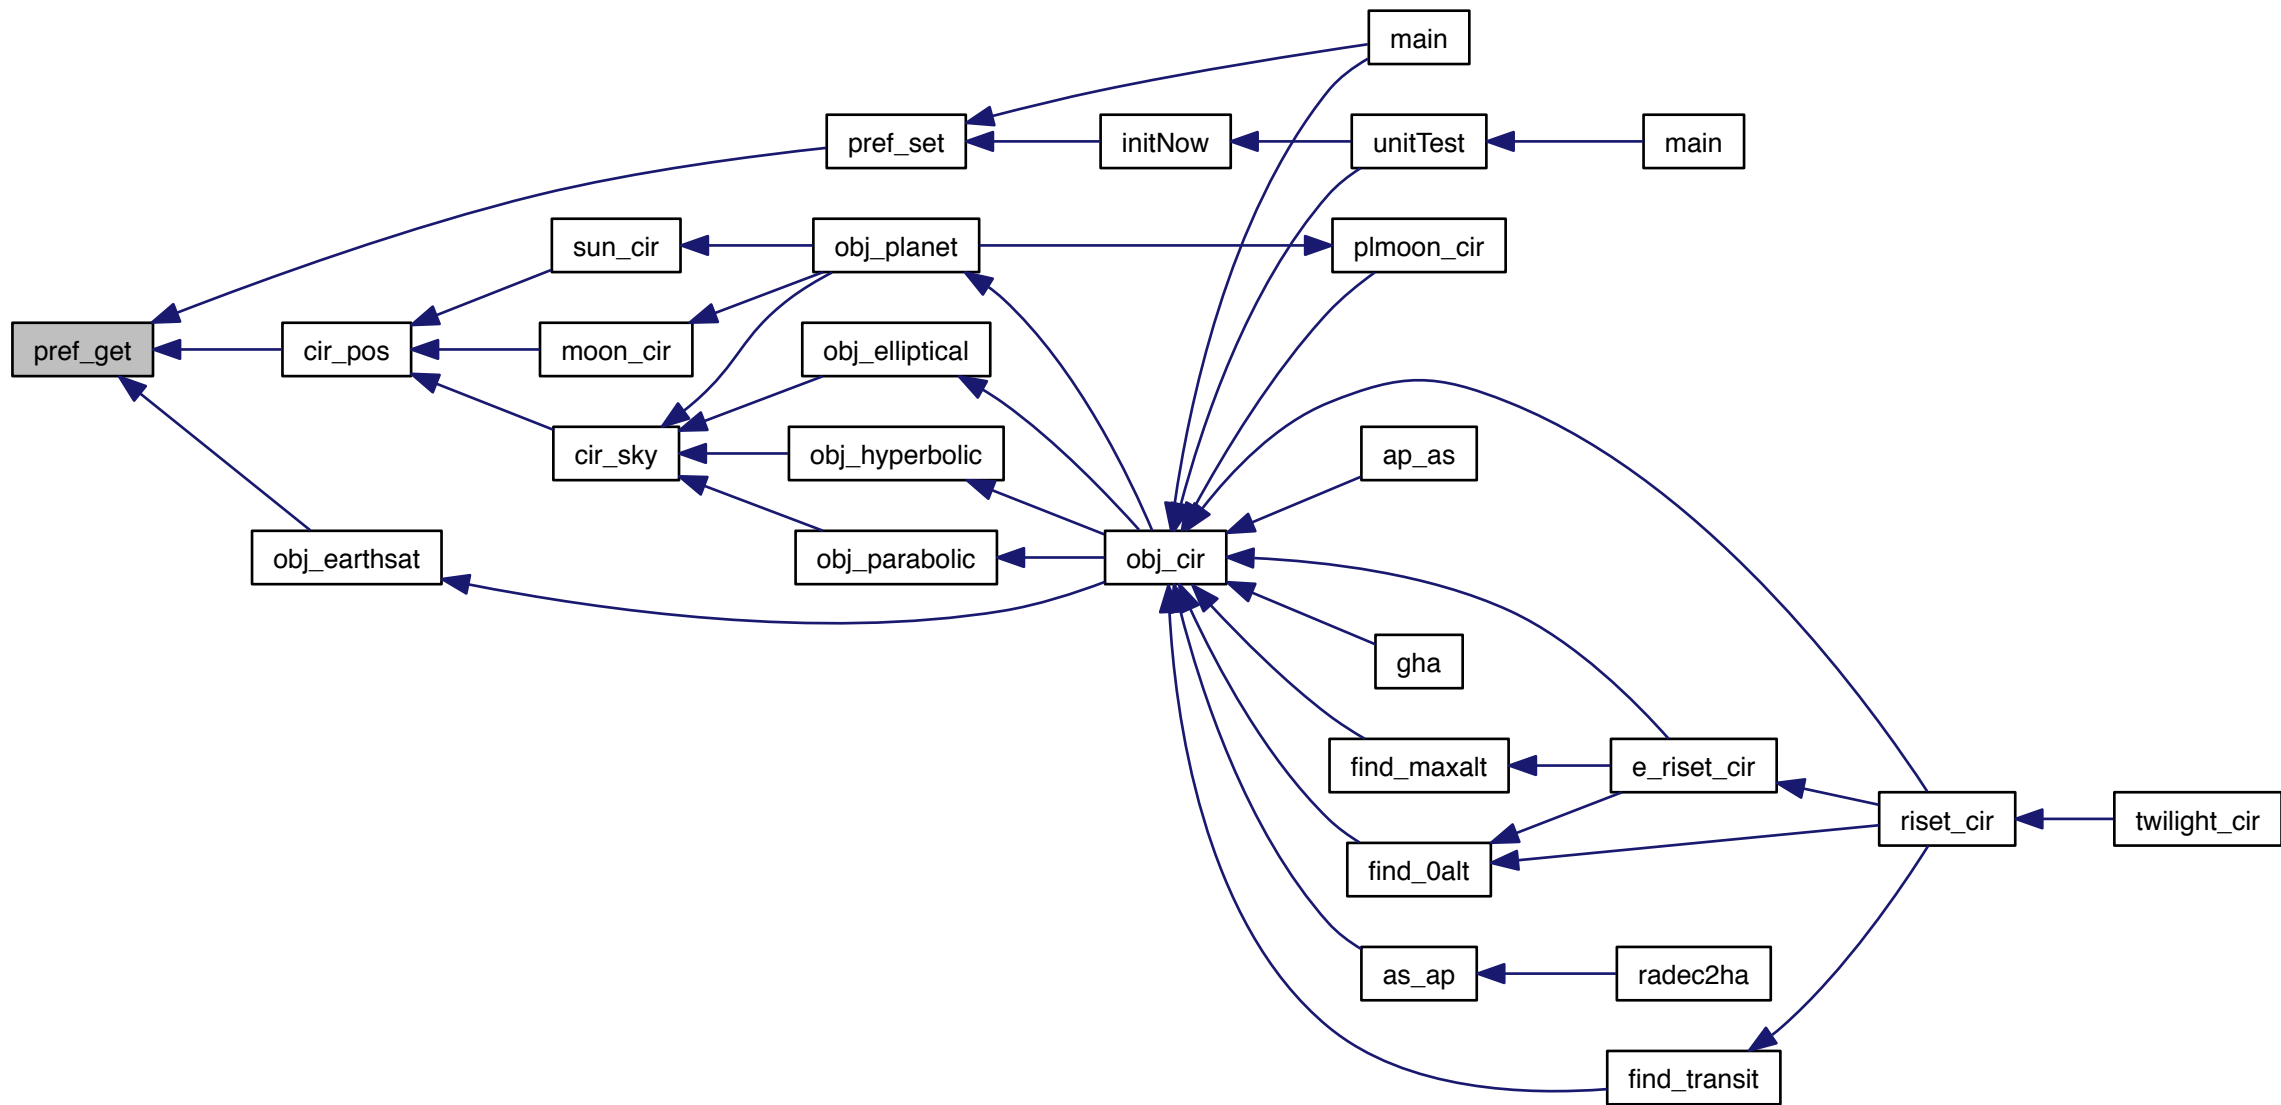 main
pref_set
initNow
unitTest
main
sun_cir
obj_planet
plmoon_cir
pref_get
cir_pos
moon_cir
obj_elliptical
cir_sky
obj_hyperbolic
ap_as
obj_earthsat
obj_parabolic
obj_cir
gha
find_maxalt
e_riset_cir
riset_cir
twilight_cir
find_0alt
as_ap
radec2ha
find_transit